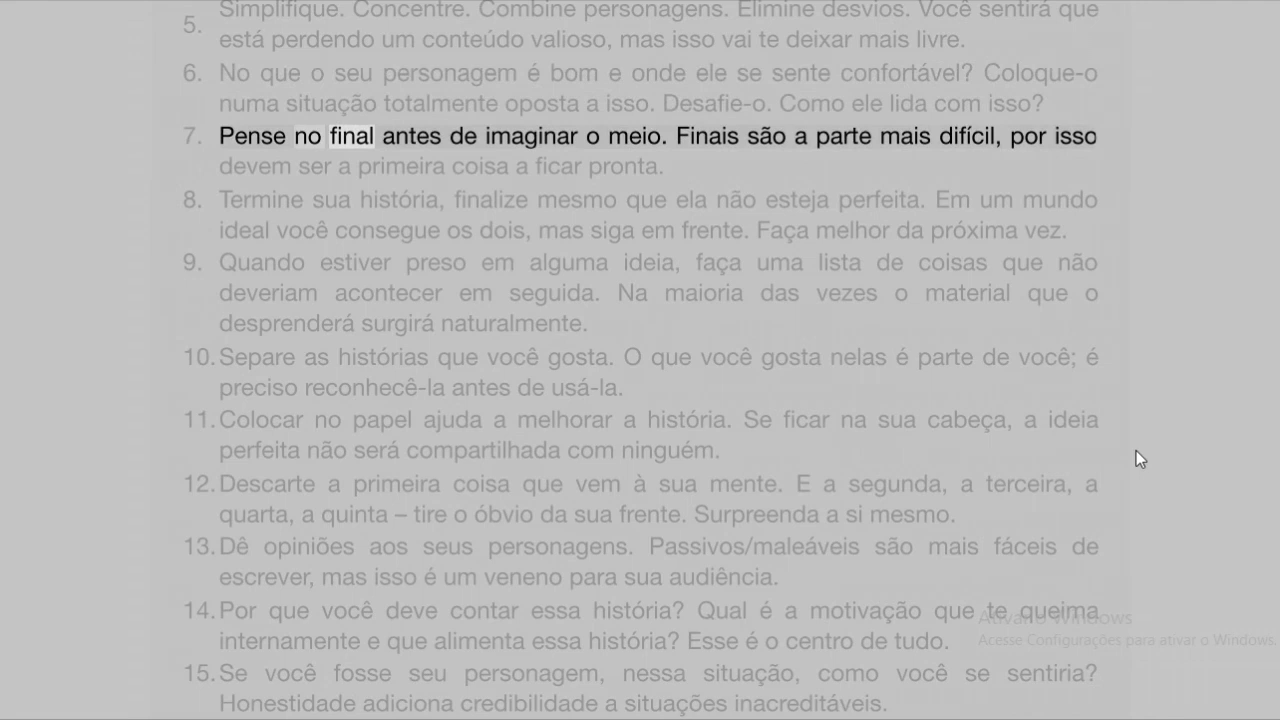 Simplifique. Concentre. Combine personagens. Elimine desvios. Você sentirá que
5.
está perdendo um conteúdo valioso, mas isso vai te deixar mais livre.
6. No que o seu personagem é bom e onde ele se sente confortável? Coloque-o
numa situação totalmente oposta a isso. Desafie-o. Como ele lida com isso?
7. Pense no final antes de imaginar o meio. Finais são a parte mais difícil, por isso
devem ser a primeira coisa a ficar pronta.
8. Termine sua história, finalize mesmo que ela não esteja perfeita. Em um mundo
ideal você consegue os dois, mas siga em frente. Faça melhor da próxima vez.
9. Quando estiver preso em alguma ideia, faça uma lista de coisas que não
deveriam acontecer em seguida. Na maioria das vezes o material que o
desprenderá surgirá naturalmente.
10. Separe as histórias que você gosta. O que você gosta nelas é parte de você; é
preciso reconhecê-la antes de usá-la.
11. Colocar no papel ajuda a melhorar a história. Se ficar na sua cabeça, a ideia
perfeita não será compartilhada com ninguém.
12. Descarte a primeira coisa que vem à sua mente. E a segunda, a terceira, a
quarta, a quinta – tire o óbvio da sua frente. Surpreenda a si mesmo.
13. Dê opiniões aos seus personagens. Passivos/maleáveis são mais fáceis de
escrever, mas isso é um veneno para sua audiência.
14. Por que você deve contar essa história? Qual é a motivação que te queima
internamente e que alimenta essa história? Esse é o centro de tudo.
Ativar o Windows
Acesse Configurações para ativar o Windows.
15. Se você fosse seu personagem, nessa situação, como você se sentiria?
Honestidade adiciona credibilidade a situações inacreditáveis.